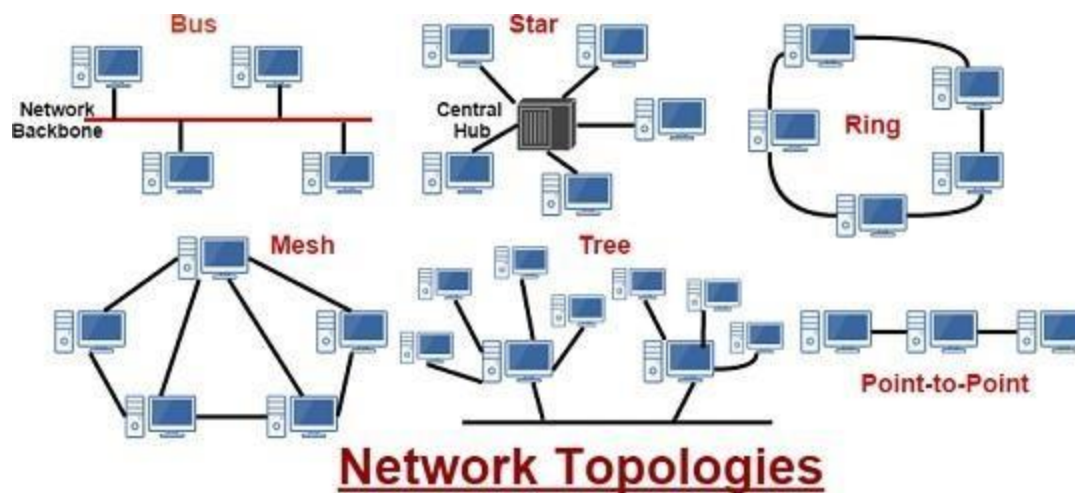 Bus
Star
Network
Backbone
Central
Hub
Ring
Mesh
Tree
Point-to-Point
Network Topologies